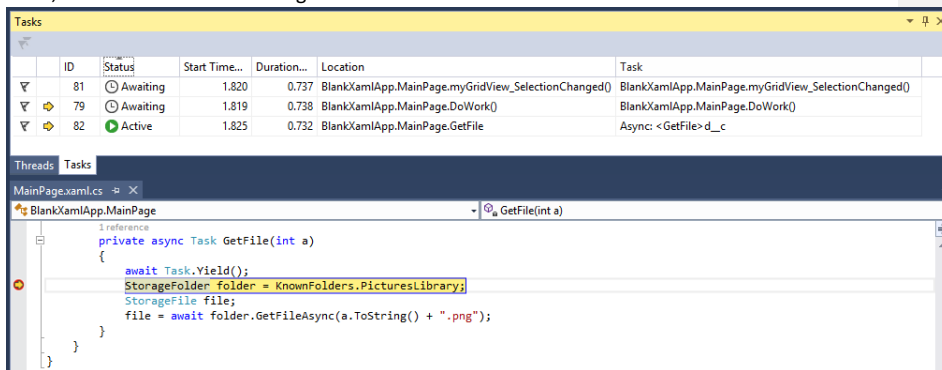 Tasks
ID Status Start Time... Duration... Location Task
81 Awaiting 1.820 0.737 BlankXamlApp.MainPage.myGridView_SelectionChanged() BlankXamlApp.MainPage.myGridView_SelectionChanged()
79 Awaiting 1.819 0.738 BlankXamlApp.MainPage.DoWork() BlankXamlApp.MainPage.DoWork()
82 Active 1.825 0.732 BlankXamlApp.MainPage.GetFile Async: <GetFile>d__c
Threads Tasks
MainPage.xaml.cs
BlankXamlApp.MainPage GetFile(int a)
1 reference
private async Task GetFile(int a)
{
await Task.Yield();
StorageFolder folder = KnownFolders.PicturesLibrary;
StorageFile file;
file = await folder.GetFileAsync(a.ToString() + ".png");
}
}
}